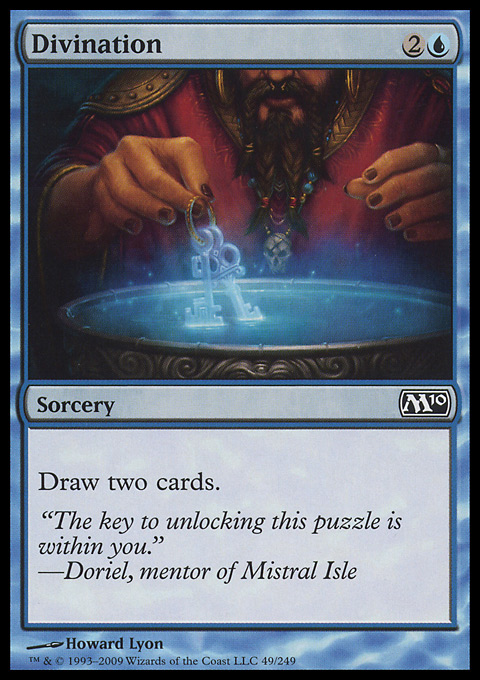 Divination 2
Sorcery M10
Draw two cards.
“The key to unlocking this puzzle is
within you.”
—Doriel, mentor of Mistral Isle
Howard Lyon
™ & © 1993–2009 Wizards of the Coast LLC 49/249